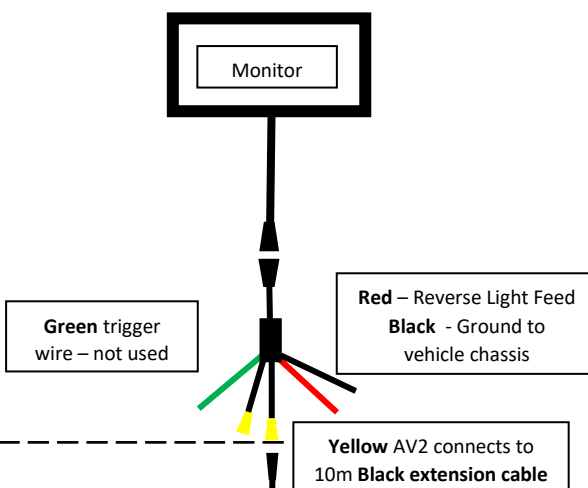 Monitor
Green trigger
wire – not used
Red – Reverse Light Feed
Black - Ground to
vehicle chassis
Yellow AV2 connects to
10m Black extension cable